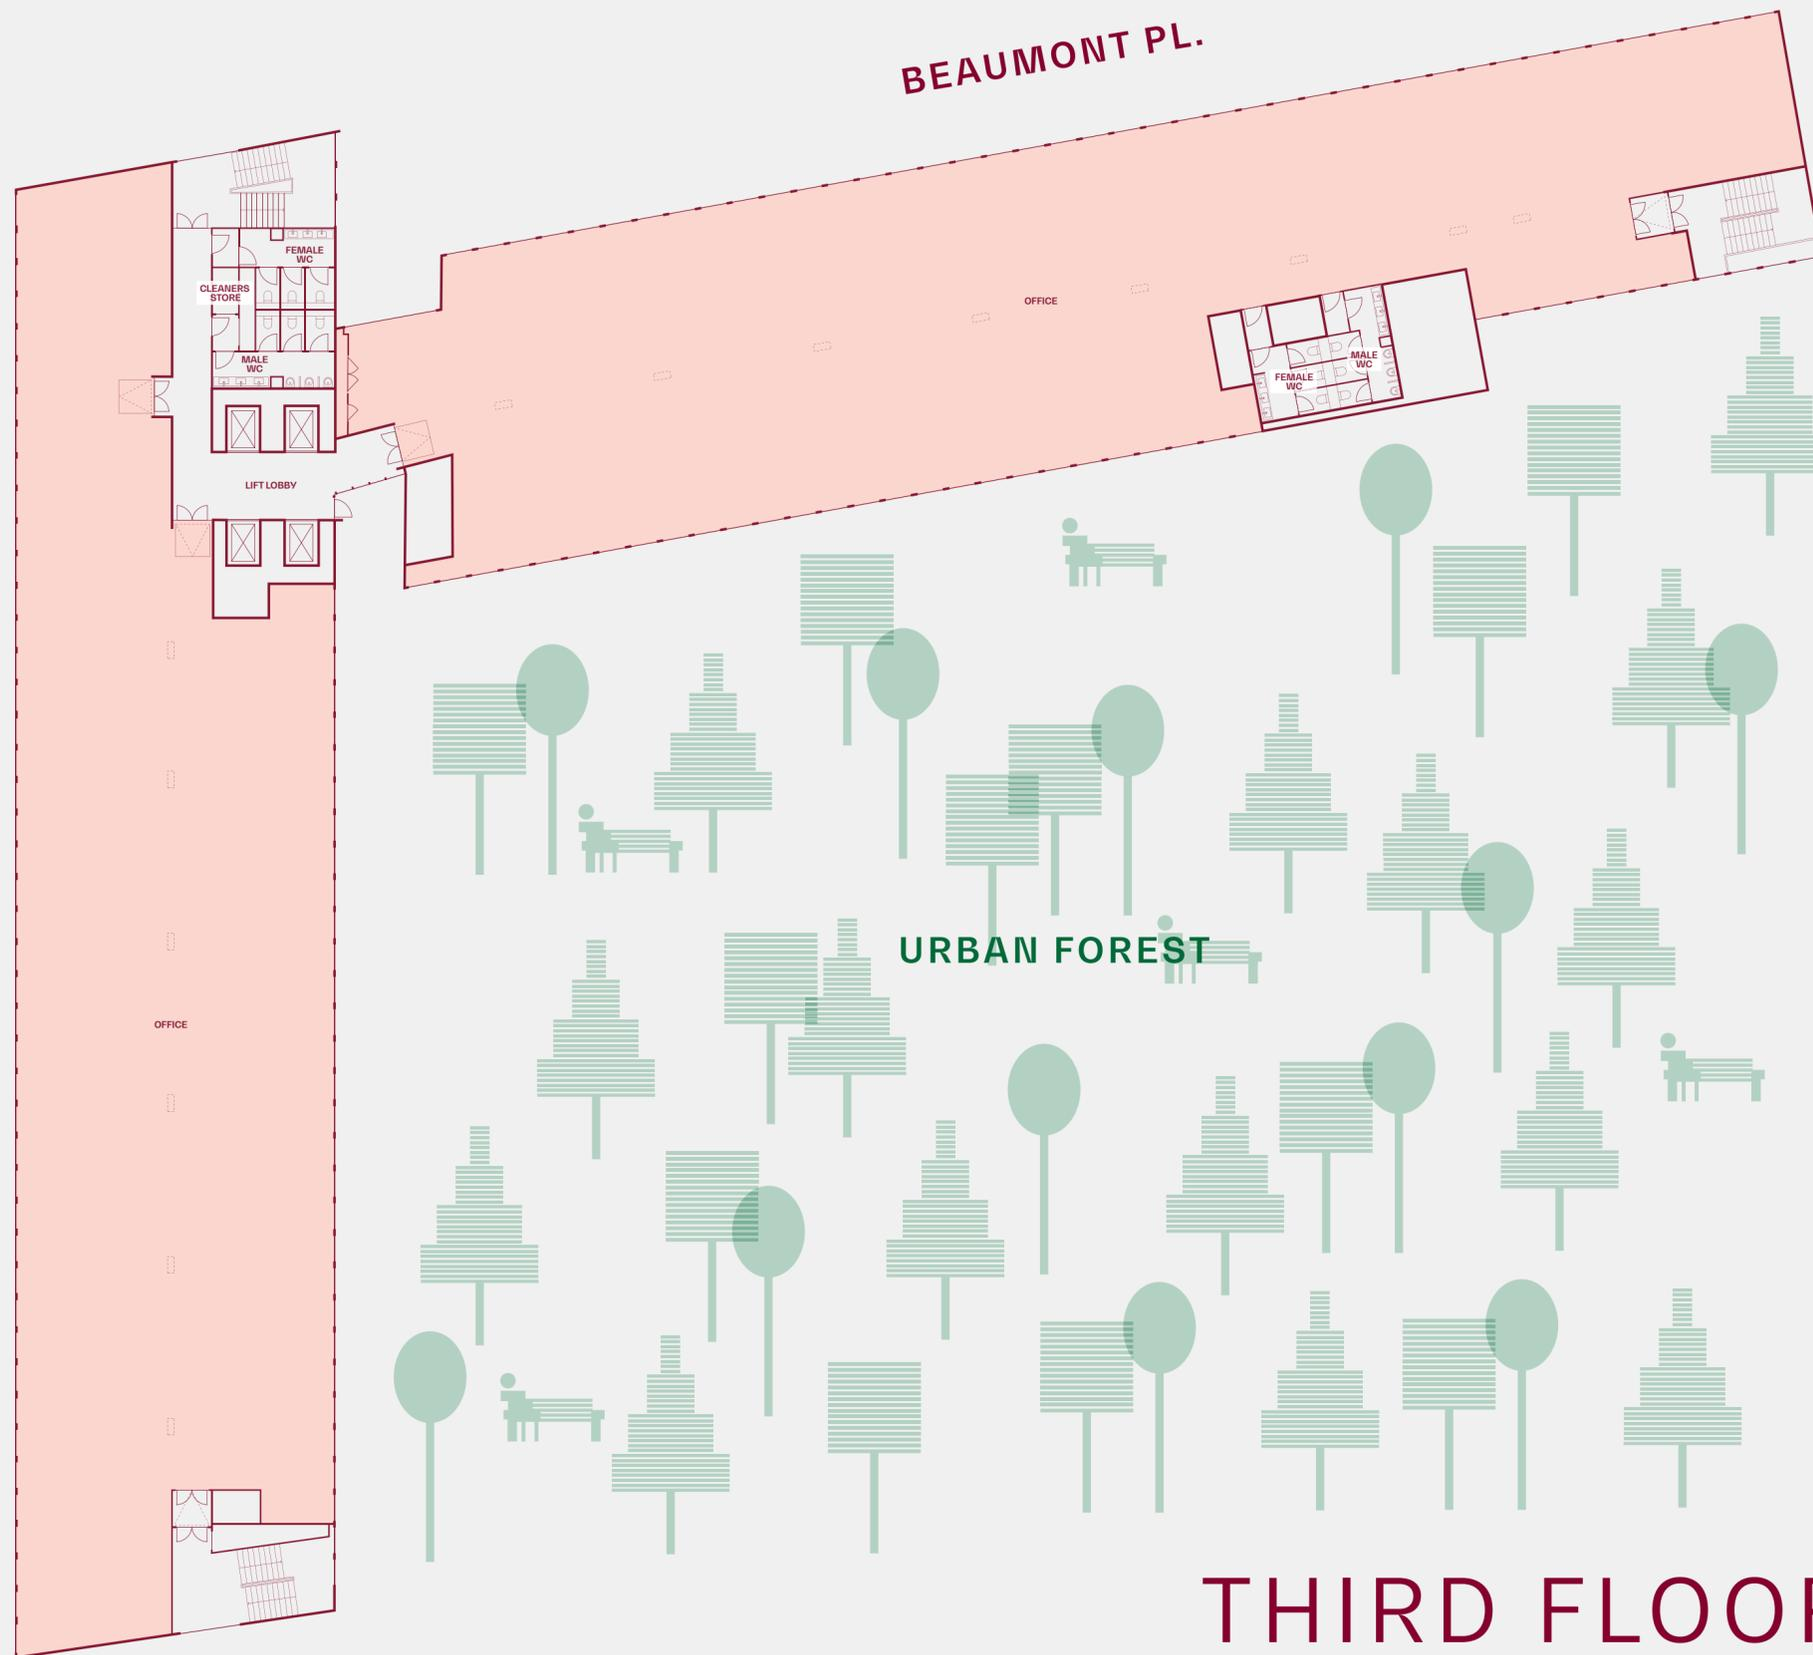 BEAUMONT PL.
FEMALE
WC
CLEANERS
STORE
MALE
WC
LIFT LOBBY
OFFICE
FEMALE
WC
MALE
WC
URBAN FOREST
OFFICE
THIRD FLOOR